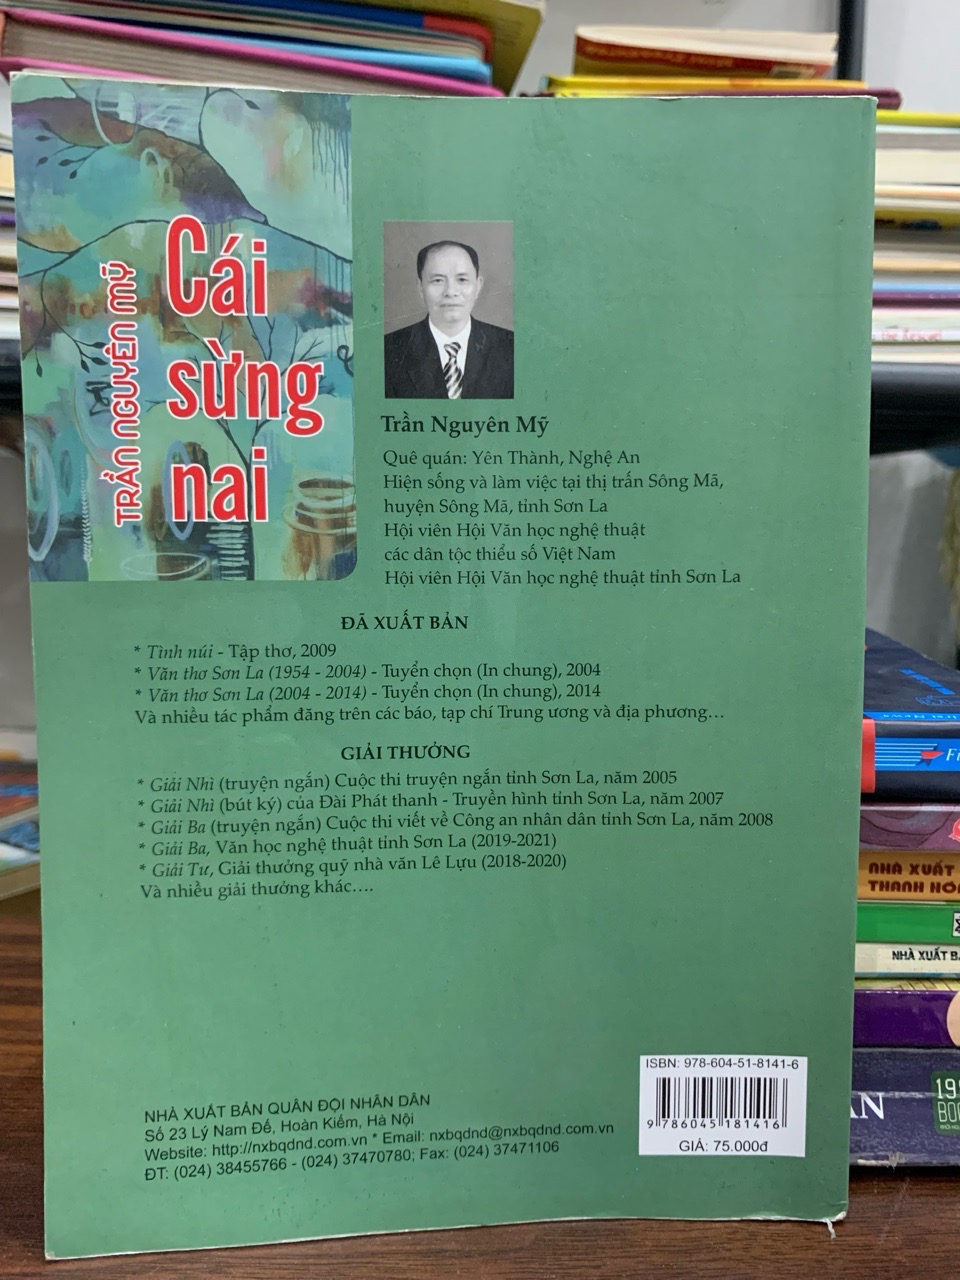 TRẦN NGUYÊN MỸ
Cái
sừng
nai
Trần Nguyên Mỹ
Quê quán: Yên Thành, Nghệ An
Hiện sống và làm việc tại thị trấn Sông Mã,
huyện Sông Mã, tỉnh Sơn La
Hội viên Hội Văn học nghệ thuật
các dân tộc thiểu số Việt Nam
Hội viên Hội Văn học nghệ thuật tỉnh Sơn La
ĐÃ XUẤT BẢN
* Tình núi - Tập thơ, 2009
* Văn thơ Sơn La (1954 - 2004) - Tuyển chọn (In chung), 2004
* Văn thơ Sơn La (2004 - 2014) - Tuyển chọn (In chung), 2014
Và nhiều tác phẩm đăng trên các báo, tạp chí Trung ương và địa phương...
GIẢI THƯỞNG
* Giải Nhì (truyện ngắn) Cuộc thi truyện ngắn tỉnh Sơn La, năm 2005
* Giải Nhì (bút ký) của Đài Phát thanh - Truyền hình tỉnh Sơn La, năm 2007
* Giải Ba (truyện ngắn) Cuộc thi viết về Công an nhân dân tỉnh Sơn La, năm 2008
* Giải Ba, Văn học nghệ thuật tỉnh Sơn La (2019-2021)
* Giải Tư, Giải thưởng quỹ nhà văn Lê Lựu (2018-2020)
Và nhiều giải thưởng khác....
NHÀ XUẤT BẢN QUÂN ĐỘI NHÂN DÂN
Số 23 Lý Nam Đế, Hoàn Kiếm, Hà Nội
Website: http://nxbqdnd.com.vn * Email: nxbqdnd@nxbqdnd.com.vn
ĐT: (024) 38455766 - (024) 37470780; Fax: (024) 37471106
ISBN: 978-604-51-8141-6
9 786045 181416
GIÁ: 75.000đ
NHÀ XUẤT
THANH HÓA
NHÀ XUẤT B